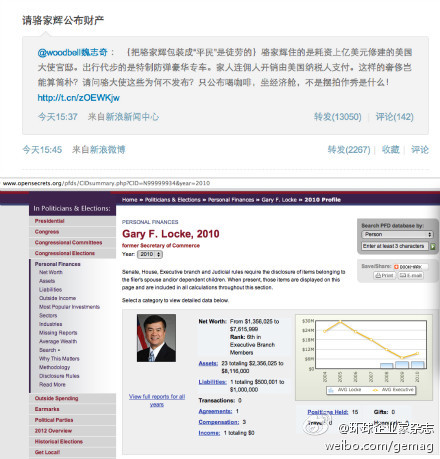 请骆家辉公布财产
@woodbell魏志奇：｛把骆家辉包装成"平民"是徒劳的｝骆家辉住的是耗资上亿美元修建的美国
大使官邸。出行代步的是特制防弹豪华专车。家人连佣人开销由美国纳税人支付。这样的奢侈岂
能算简朴？请问骆大使这些为何不发布？只公布喝咖啡，坐经济舱，不是摆拍作秀是什么！
http://t.cn/zOEWKjw
今天15:37 来自新浪新闻中心
转发(13050) | 评论(142)
今天15:45 来自新浪微博
转发(2267) | 收藏 | 评论
www.opensecrets.org/pfds/CIDsummary.php?CID=N99999934&year=2010
In Politicians & Elections:
Presidential
Congress
Congressional Committees
Congressional Elections
Personal Finances
Net Worth
Assets
Liabilities
Outside Income
Most Popular Investments
Sectors
Industries
Missing Reports
Average Wealth
Search +
Why This Matters
Methodology
Disclosure Rules
Read More
Outside Spending
Earmarks
Political Parties
2012 Overview
Historical Elections
Get Local!
Home » Politicians & Elections » Personal Finances » Gary F. Locke » 2010 Profile
PERSONAL FINANCES
Gary F. Locke, 2010
former Secretary of Commerce
Year: 2010
Search PFD database by:
Person
Enter at least 3 characters
Save/Share:
Print
E-mail
Senate, House, Executive branch and Judicial rules require the disclosure of items belonging to
the filer's spouse and/or dependent children. When present, those items are displayed on this
page and are included in all calculations throughout this section.
Select a category to view detailed data below.
View full reports for all
years
Net Worth: From $1,356,025 to
$7,615,999
Rank: 6th in
Executive Branch
Members
Assets: 23 totaling $2,356,025 to
$8,116,000
Liabilities: 1 totaling $500,001 to
$1,000,000
Transactions: 0
Agreements: 1
Compensation: 3
Income: 1 totaling $0
$36M
$24M
$12M
$0
2004
2005
2006
2007
2008
2009
2010
AVG Locke
AVG Executive
Positions Held: 15
Gifts: 0
@环球企业家杂志
weibo.com/gemag